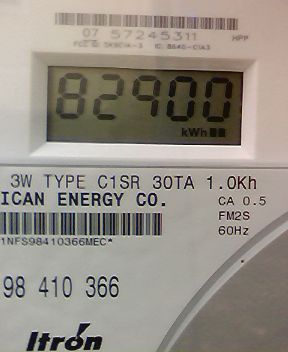 07 57245311 HPP
82900
kWh
3W TYPE C1SR 30TA 1.0Kh
ICAN ENERGY CO.
CA 0.5
FM2S
60Hz
1NFS98410366MEC*
98 410 366
Itron